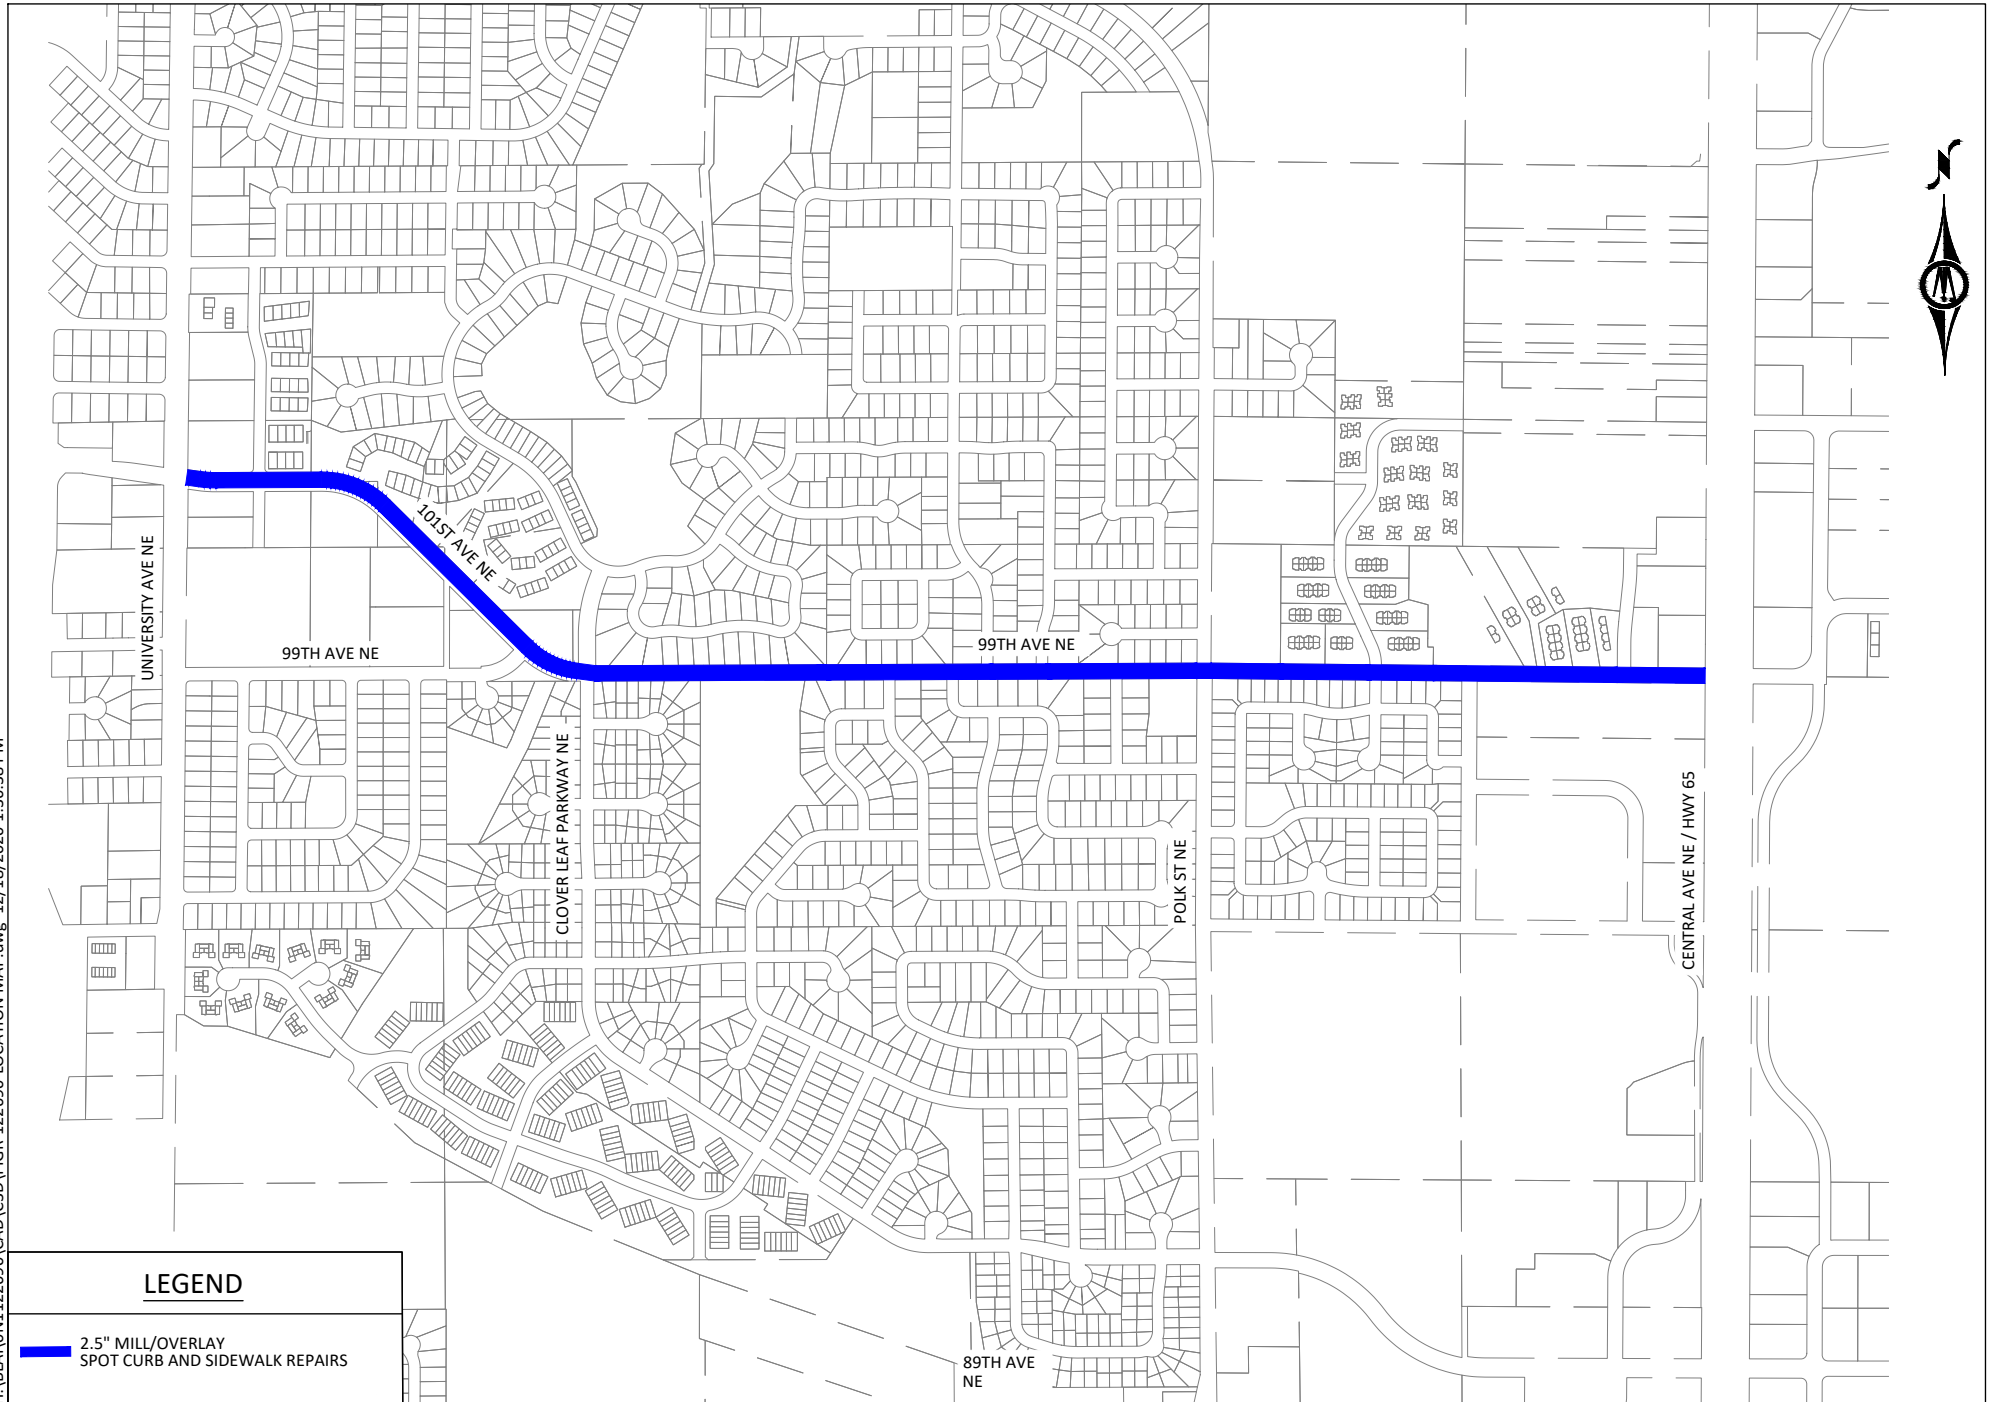 101ST AVE NE
UNIVERSITY AVE NE
99TH AVE NE
99TH AVE NE
CLOVER LEAF PARKWAY NE
POLK ST NE
CENTRAL AVE NE / HWY 65
89TH AVE
NE
LEGEND
2.5" MILL/OVERLAY
SPOT CURB AND SIDEWALK REPAIRS
N